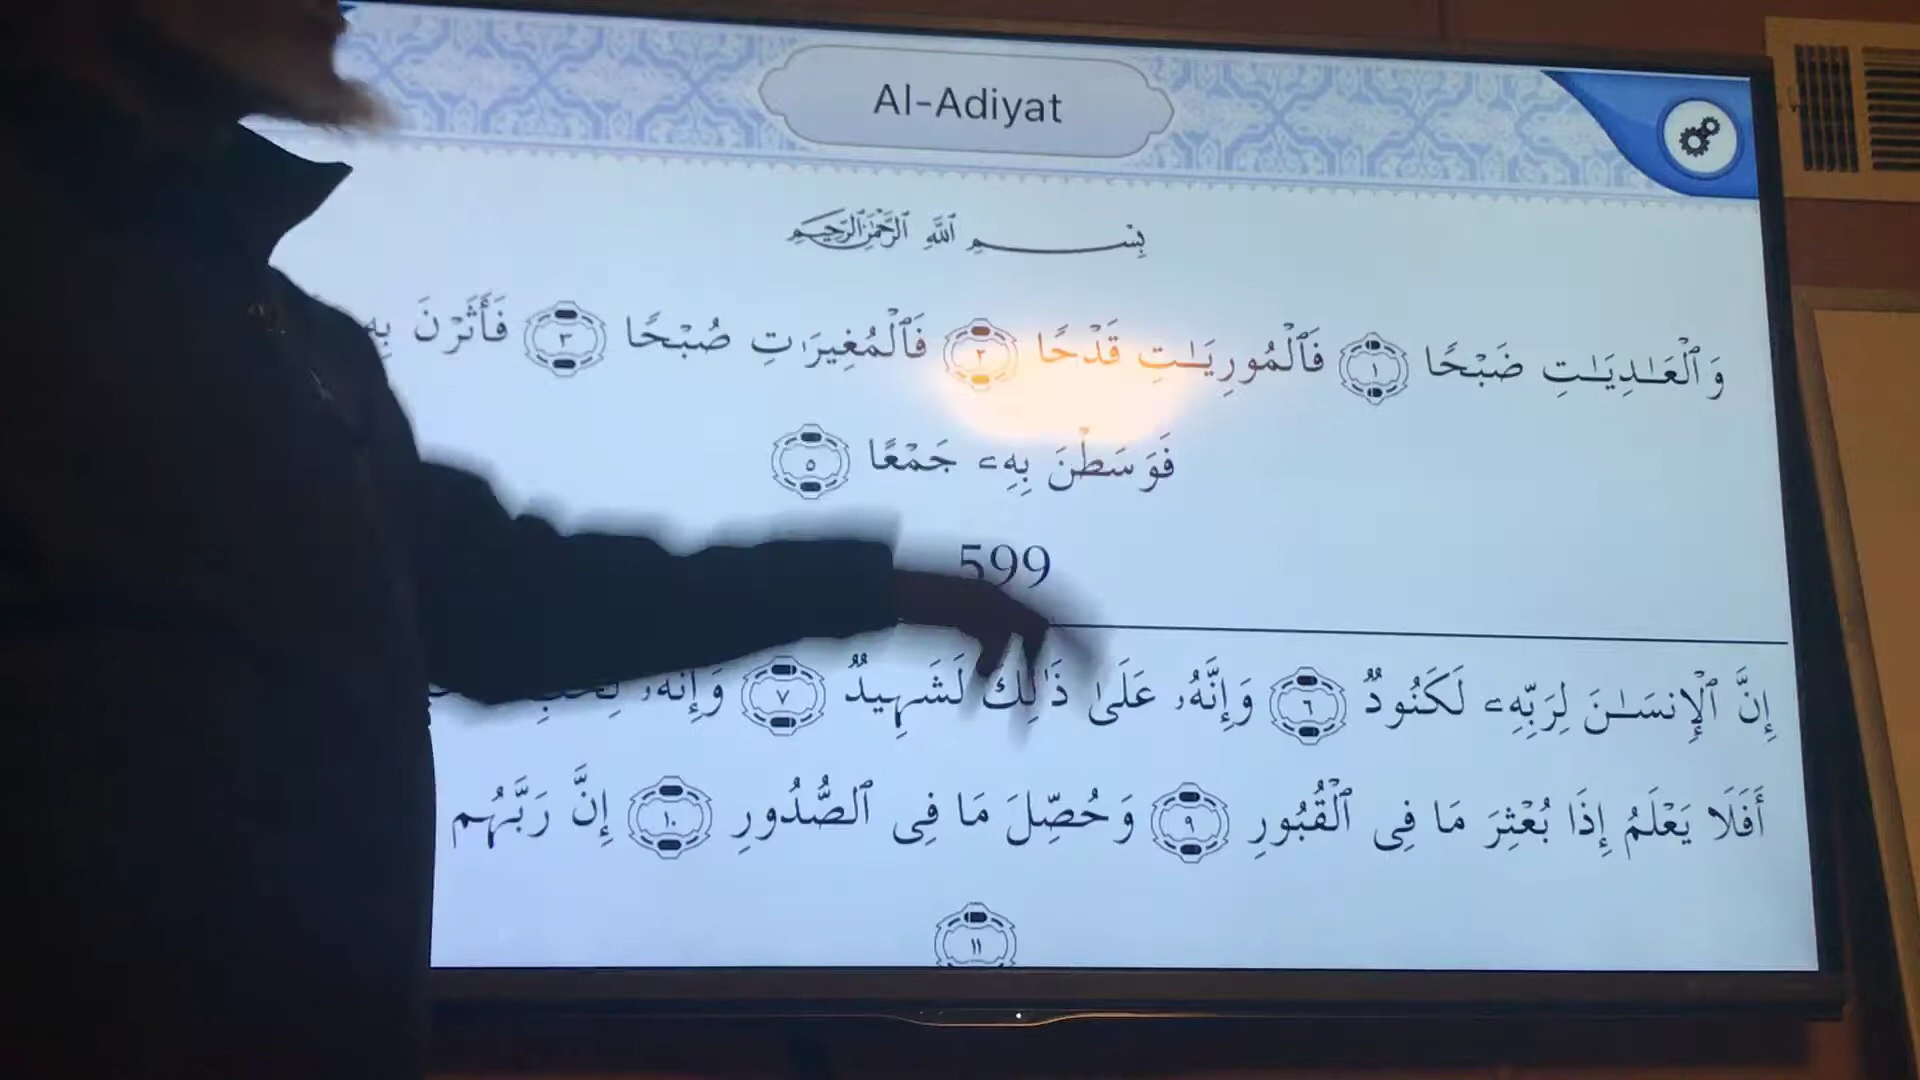 Al-Adiyat
بِسْمِ ٱللَّهِ ٱلرَّحْمَٰنِ ٱلرَّحِيمِ
وَٱلْعَـٰدِيَـٰتِ ضَبْحًا ١ فَٱلْمُورِيَـٰتِ قَدْحًا ٢ فَٱلْمُغِيرَٰتِ صُبْحًا ٣ فَأَثَرْنَ بِهِۦ
فَوَسَطْنَ بِهِۦ جَمْعًا ٥
599
إِنَّ ٱلْإِنسَـٰنَ لِرَبِّهِۦ لَكَنُودٌ ٦ وَإِنَّهُۥ عَلَىٰ ذَٰلِكَ لَشَهِيدٌ ٧ وَإِنَّهُۥ
أَفَلَا يَعْلَمُ إِذَا بُعْثِرَ مَا فِى ٱلْقُبُورِ ٩ وَحُصِّلَ مَا فِى ٱلصُّدُورِ ١٠ إِنَّ رَبَّهُم
١١